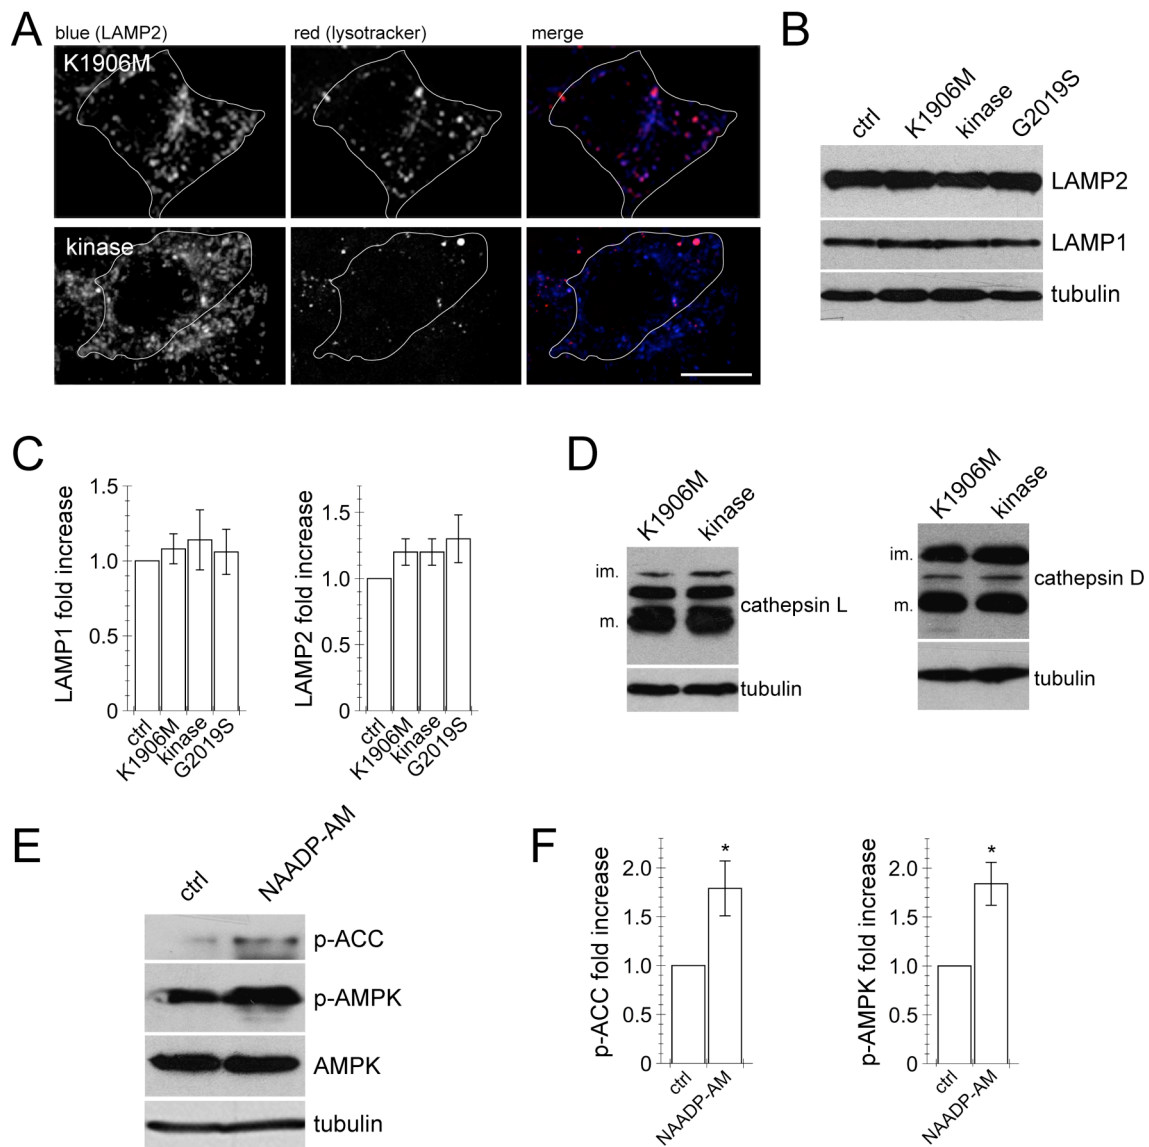 A
blue (LAMP2)
red (lysotracker)
merge
K1906M
kinase
B
ctrl
K1906M
kinase
G2019S
LAMP2
LAMP1
tubulin
C
LAMP1 fold increase
1.5
1.0
0.5
0
ctrl
K1906M
kinase
G2019S
LAMP2 fold increase
1.5
1.0
0.5
0
ctrl
K1906M
kinase
G2019S
D
K1906M
kinase
im.
m.
cathepsin L
tubulin
K1906M
kinase
im.
m.
cathepsin D
tubulin
E
ctrl
NAADP-AM
p-ACC
p-AMPK
AMPK
tubulin
F
p-ACC fold increase
2.0
1.5
1.0
0.5
0
*
ctrl
NAADP-AM
p-AMPK fold increase
2.0
1.5
1.0
0.5
0
*
ctrl
NAADP-AM